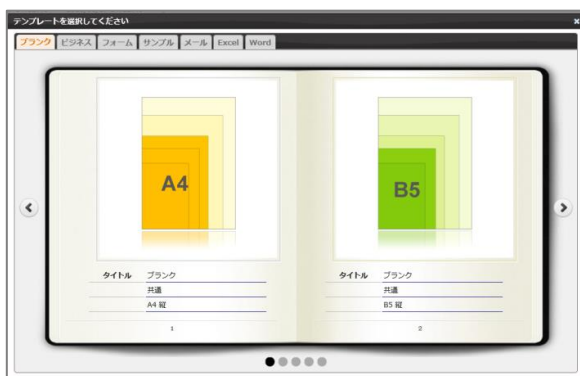 テンプレートを選択してください ×
ブランク ビジネス フォーム サンプル メール Excel Word
A4
B5
タイトル ブランク
共通
A4 縦
1
タイトル ブランク
共通
B5 縦
2